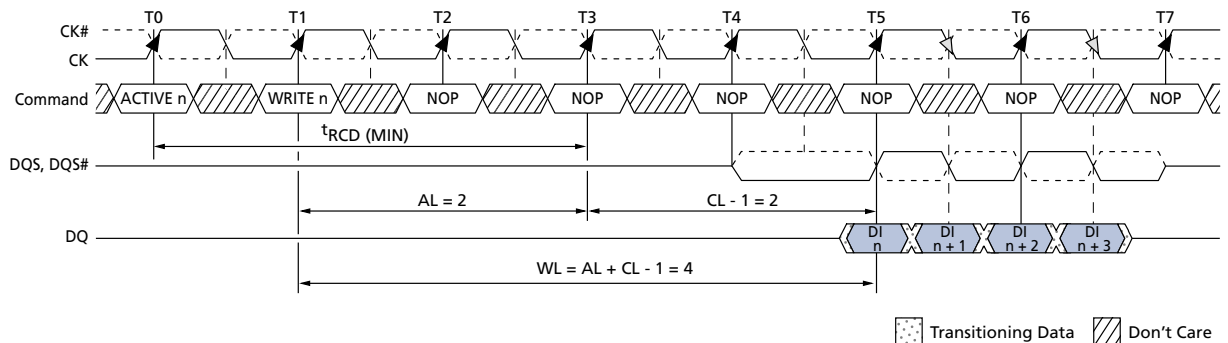 T0 T1 T2 T3 T4 T5 T6 T7
CK#
CK
Command ACTIVE n WRITE n NOP NOP NOP NOP NOP NOP
tRCD (MIN)
DQS, DQS#
AL = 2 CL - 1 = 2
DQ DI n DI n + 1 DI n + 2 DI n + 3
WL = AL + CL - 1 = 4
Transitioning Data Don't Care